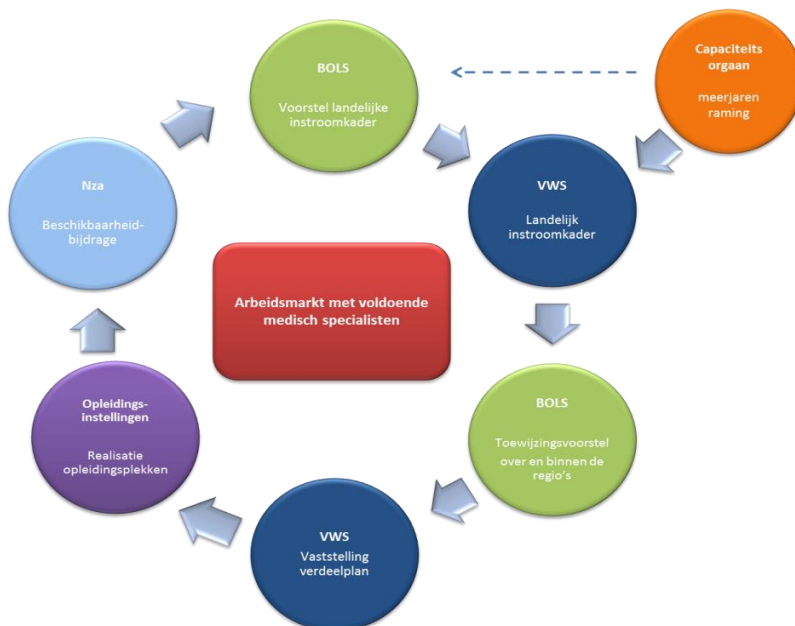 BOLS
Voorstel landelijke
instroomkader
Capaciteits
orgaan
meerjaren
raming
VWS
Landelijk
instroomkader
BOLS
Toewijzingsvoorstel
over en binnen de
regio's
VWS
Vaststelling
verdeelplan
Opleidings-
instellingen
Realisatie
opleidingsplekken
Nza
Beschikbaarheid-
bijdrage
Arbeidsmarkt met voldoende
medisch specialisten